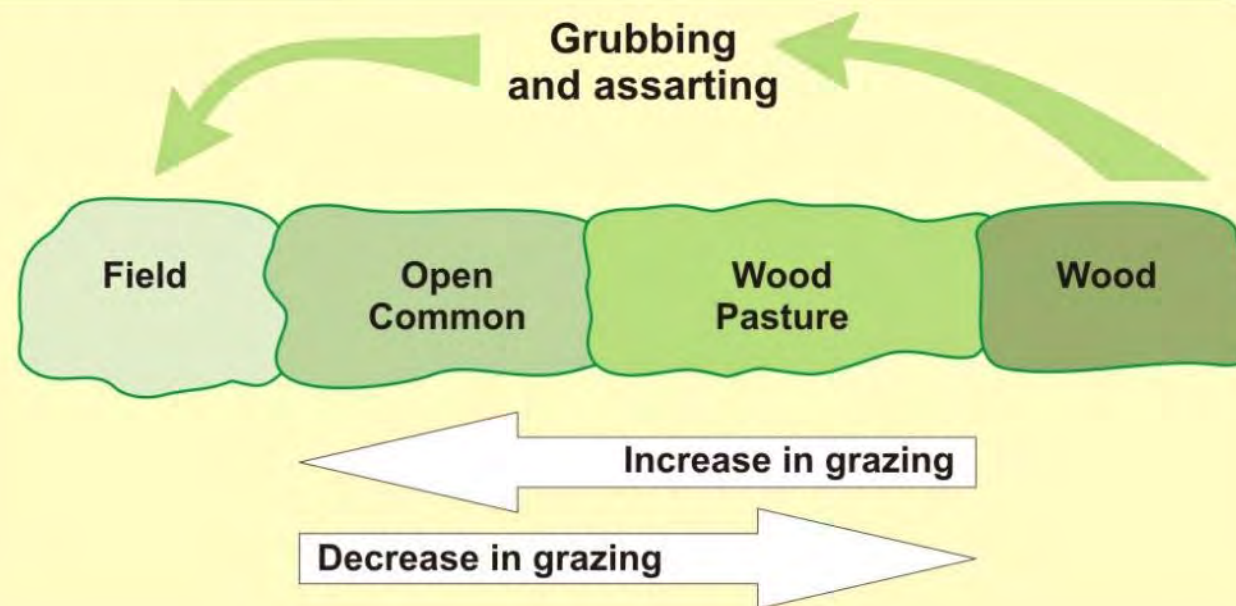 Grubbing
and assarting
Field
Open
Common
Wood
Pasture
Wood
Increase in grazing
Decrease in grazing